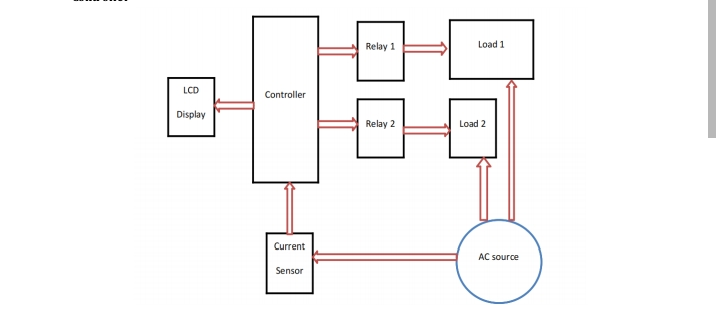 Relay 1
Load 1
LCD
Display
Controller
Relay 2
Load 2
Current
Sensor
AC source